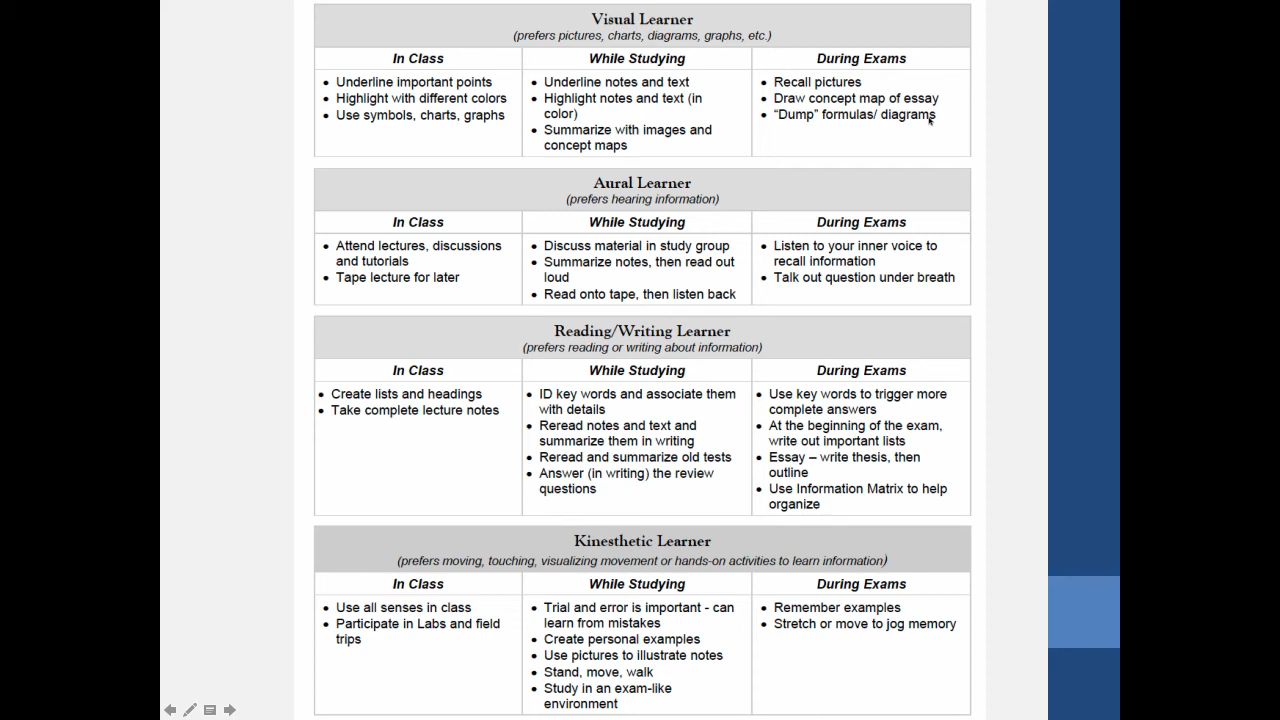 Visual Learner
(prefers pictures, charts, diagrams, graphs, etc.)
In Class
While Studying
During Exams
• Underline important points
• Highlight with different colors
• Use symbols, charts, graphs
• Underline notes and text
• Highlight notes and text (in
color)
• Summarize with images and
concept maps
• Recall pictures
• Draw concept map of essay
• “Dump” formulas/ diagrams
Aural Learner
(prefers hearing information)
In Class
While Studying
During Exams
• Attend lectures, discussions
and tutorials
• Tape lecture for later
• Discuss material in study group
• Summarize notes, then read out
loud
• Read onto tape, then listen back
• Listen to your inner voice to
recall information
• Talk out question under breath
Reading/Writing Learner
(prefers reading or writing about information)
In Class
While Studying
During Exams
• Create lists and headings
• Take complete lecture notes
• ID key words and associate them
with details
• Reread notes and text and
summarize them in writing
• Reread and summarize old tests
• Answer (in writing) the review
questions
• Use key words to trigger more
complete answers
• At the beginning of the exam,
write out important lists
• Essay – write thesis, then
outline
• Use Information Matrix to help
organize
Kinesthetic Learner
(prefers moving, touching, visualizing movement or hands-on activities to learn information)
In Class
While Studying
During Exams
• Use all senses in class
• Participate in Labs and field
trips
• Trial and error is important - can
learn from mistakes
• Create personal examples
• Use pictures to illustrate notes
• Stand, move, walk
• Study in an exam-like
environment
• Remember examples
• Stretch or move to jog memory